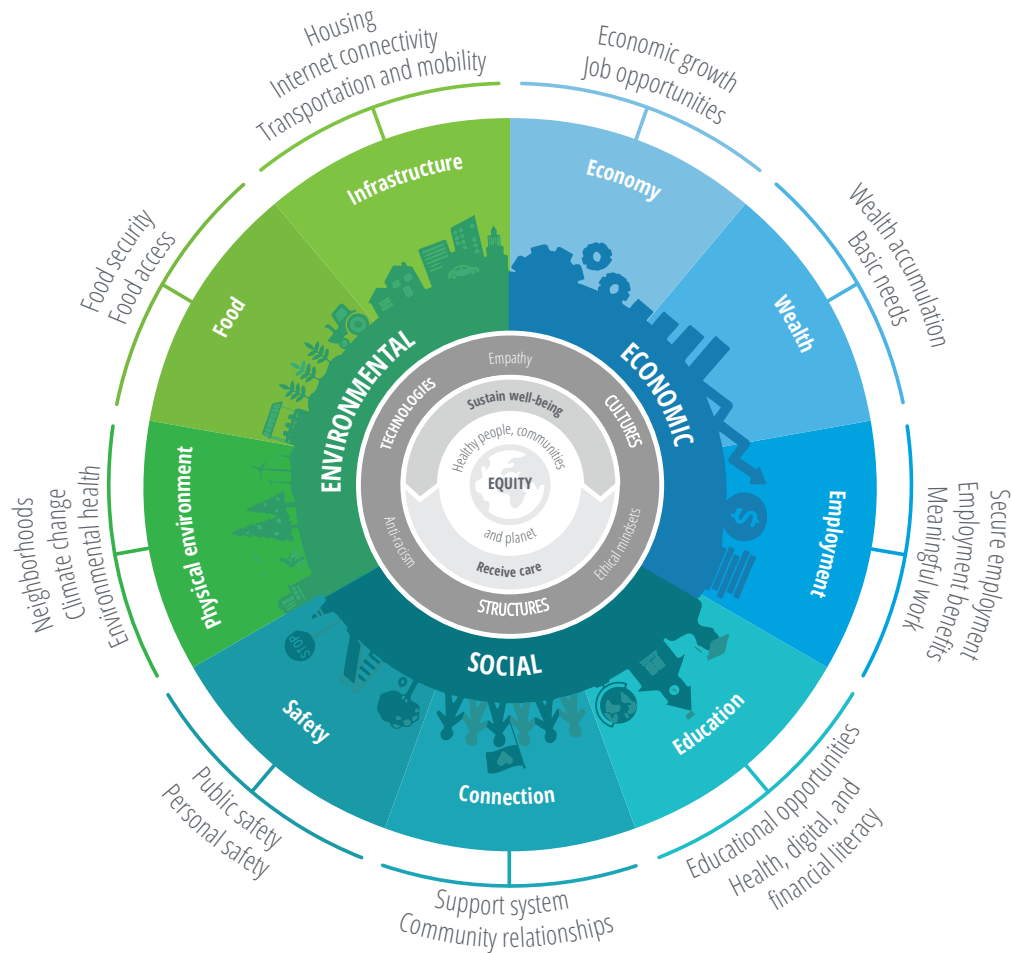 Housing
Internet connectivity
Transportation and mobility
Economic growth
Job opportunities
Infrastructure
Economy
Food security
Food access
Food
Wealth accumulation
Basic needs
Wealth
ENVIRONMENTAL
ECONOMIC
Empathy
TECHNOLOGIES
CULTURES
Sustain well-being
Healthy people, communities
EQUITY
and planet
Receive care
Anti-racism
Ethical mindsets
STRUCTURES
Neighborhoods
Climate change
Environmental health
Physical environment
Employment
Secure employment
Employment benefits
Meaningful work
SOCIAL
$
STOP
Safety
Connection
Education
Public safety
Personal safety
Support system
Community relationships
Educational opportunities
Health, digital, and
financial literacy